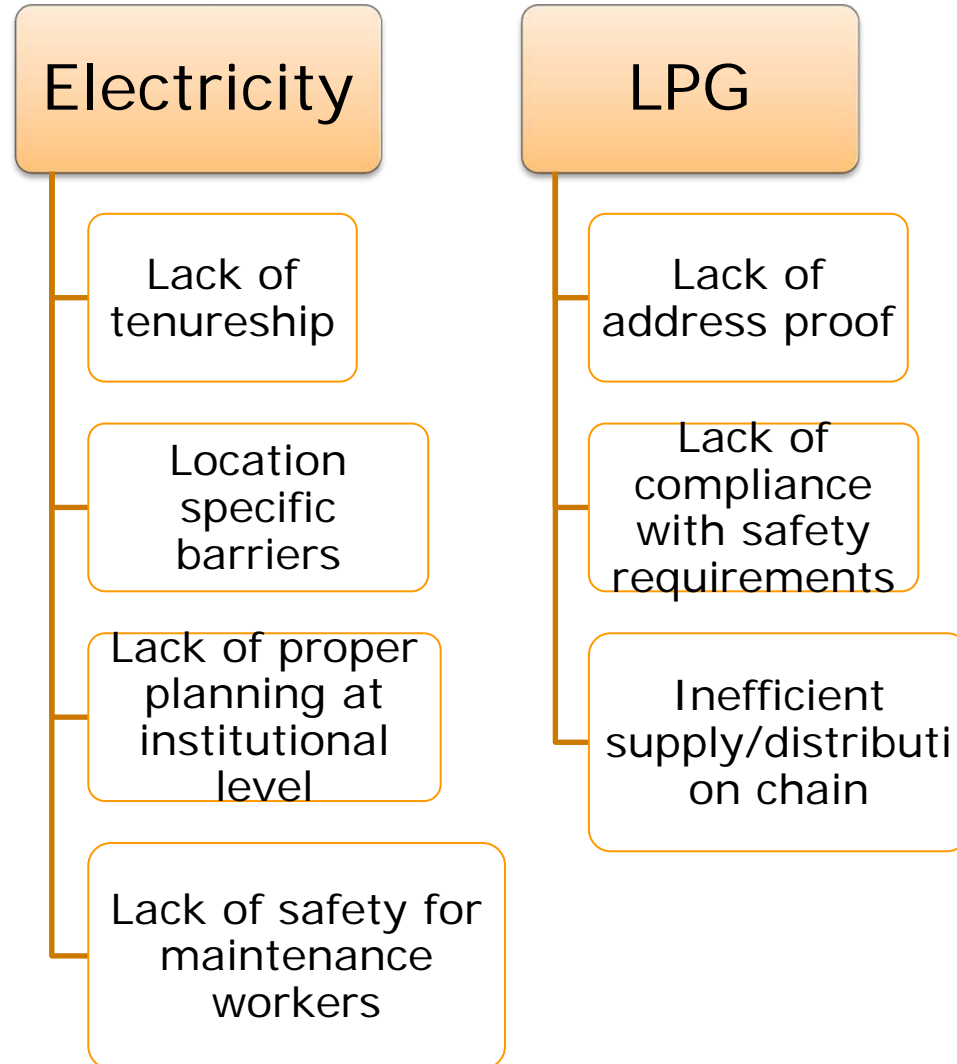 Electricity
Lack of
tenureship
Location
specific
barriers
Lack of proper
planning at
institutional
level
Lack of safety for
maintenance
workers
LPG
Lack of
address proof
Lack of
compliance
with safety
requirements
Inefficient
supply/distributi
on chain